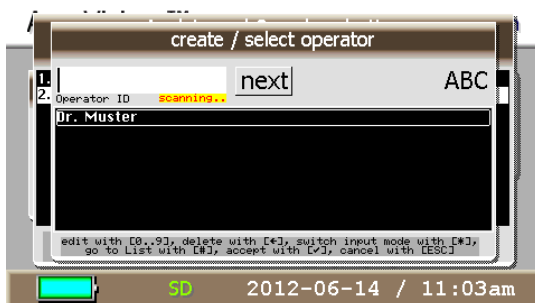 create / select operator
1.
next
ABC
2.
Operator ID
scanning..
Dr. Muster
edit with [0..9], delete with [←], switch input mode with [*],
go to List with [#], accept with [✓], cancel with [ESC]
SD
2012-06-14 / 11:03am